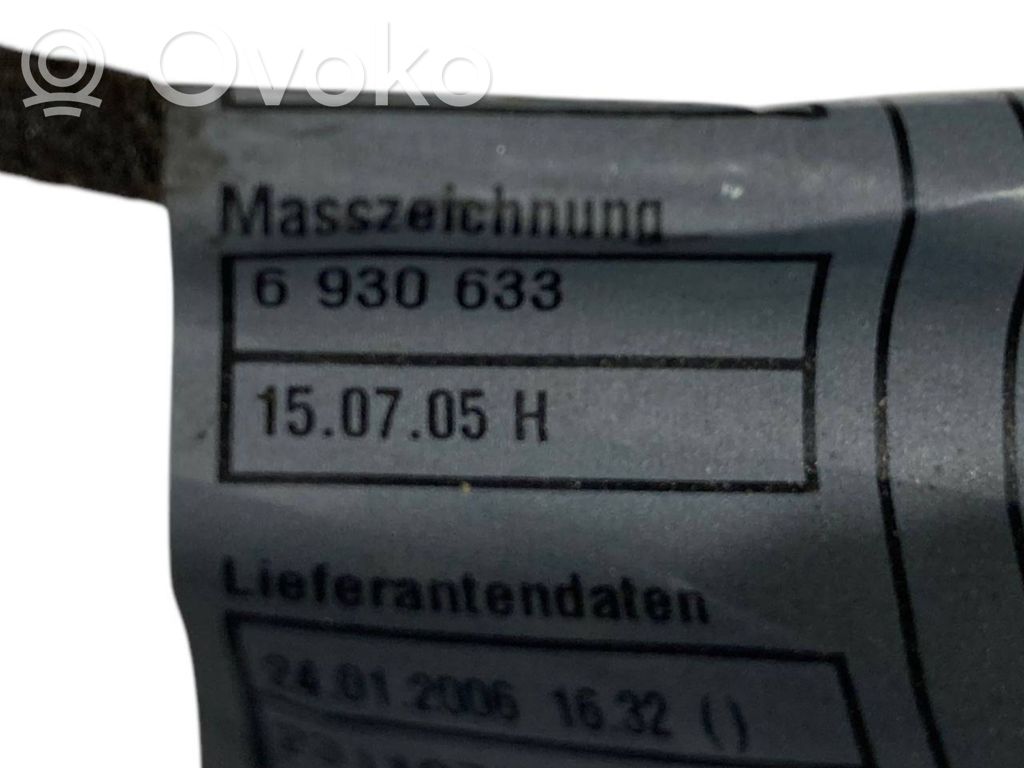 Ovoko
Masszeichnung
6 930 633
15.07.05 H
Lieferantendaten
24.01.2006 16.32 ()